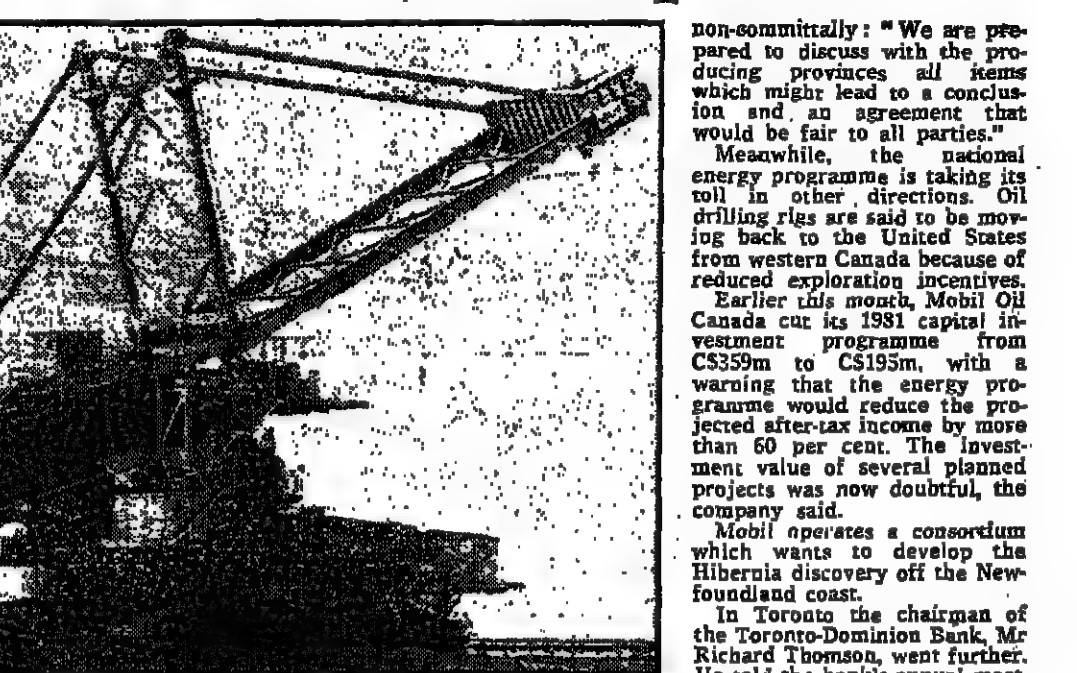 non-committally: "We are pre-
pared to discuss with the pro-
ducing provinces all items
which might lead to a conclus-
ion and an agreement that
would be fair to all parties."
Meanwhile, the national
energy programme is taking its
toll in other directions. Oil
drilling rigs are said to be mov-
ing back to the United States
from western Canada because of
reduced exploration incentives.
Earlier this month, Mobil Oil
Canada cut its 1981 capital in-
vestment programme from
C$359m to C$195m, with a
warning that the energy pro-
gramme would reduce the pro-
jected after-tax income by more
than 60 per cent. The invest-
ment value of several planned
projects was now doubtful, the
company said.
Mobil operates a consortium
which wants to develop the
Hibernia discovery off the New-
foundland coast.
In Toronto the chairman of
the Toronto-Dominion Bank, Mr
Richard Thomson, went further.